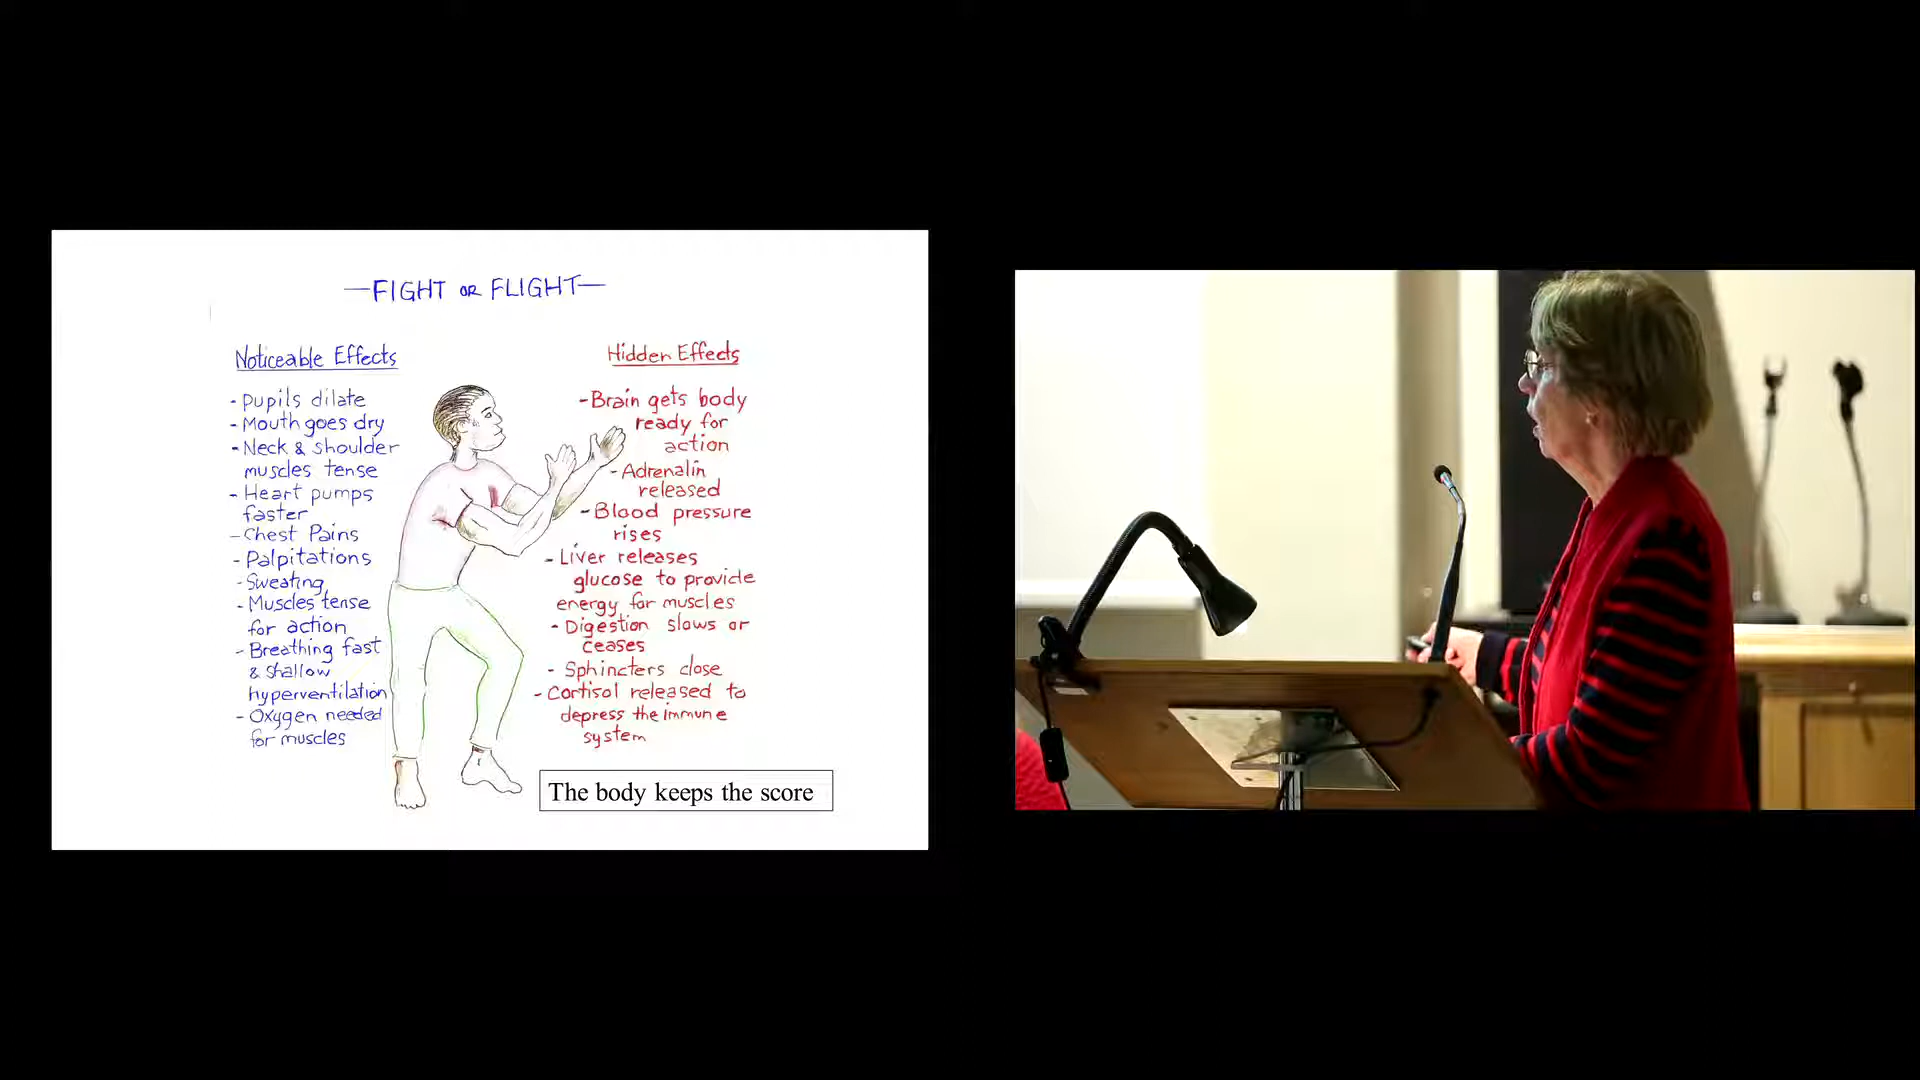 —FIGHT OR FLIGHT—
Noticeable Effects
- Pupils dilate
- Mouth goes dry
- Neck & shoulder
muscles tense
- Heart pumps
faster
- Chest Pains
- Palpitations
- Sweating
- Muscles tense
for action
- Breathing fast
& shallow
hyperventilation
- Oxygen needed
for muscles
Hidden Effects
- Brain gets body
ready for
action
- Adrenalin
released
- Blood pressure
rises
- Liver releases
glucose to provide
energy for muscles
- Digestion slows or
ceases
- Sphincters close
- Cortisol released to
depress the immune
system
The body keeps the score